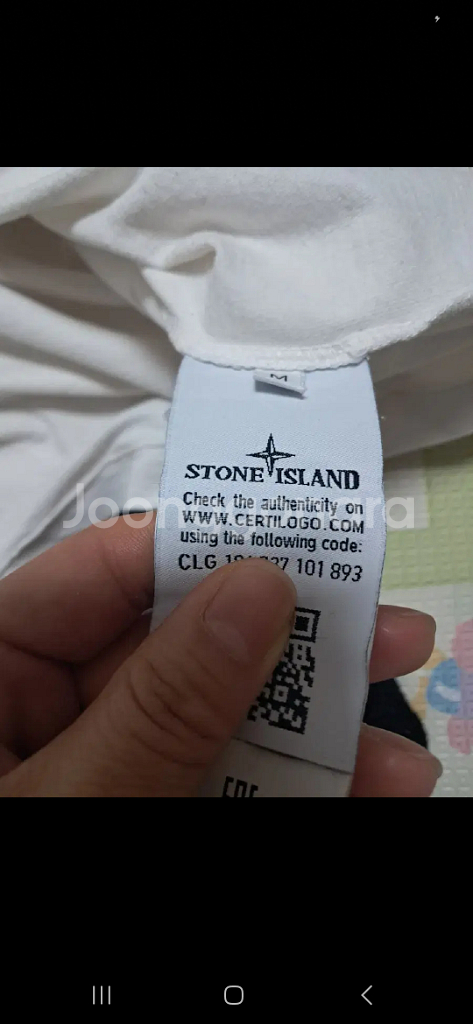 M
STONE ISLAND
Check the authenticity on
WWW.CERTILOGO.COM
using the following code:
CLG 101 893